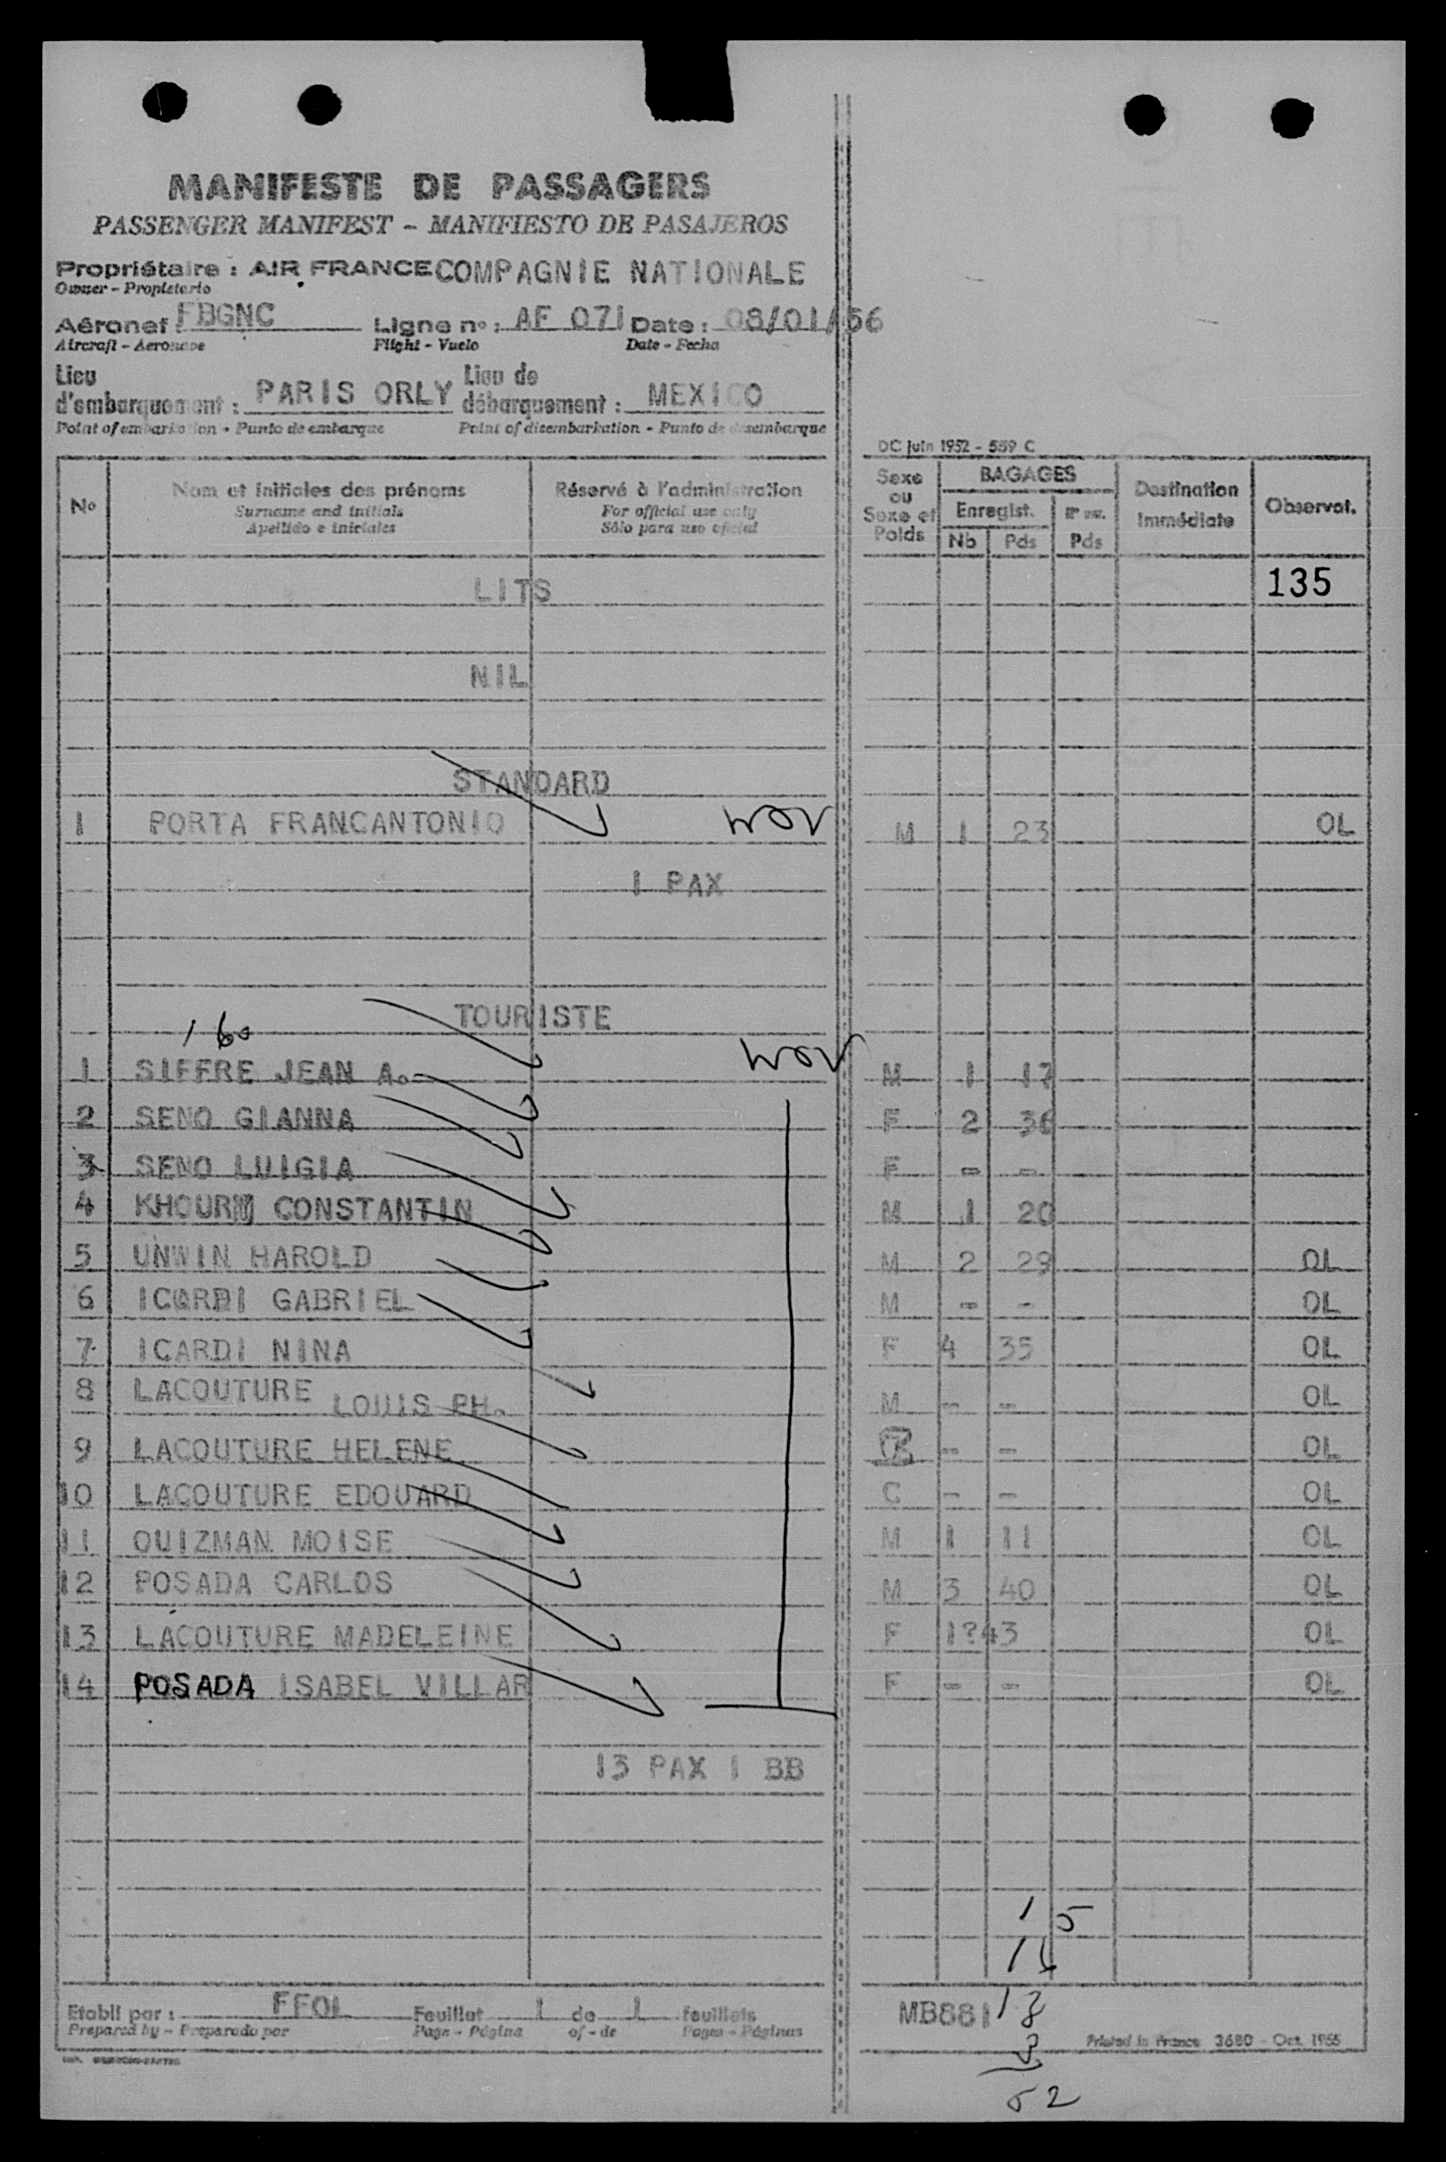 MANIFESTE DE PASSAGERS
PASSENGER MANIFEST – MANIFIESTO DE PASAJEROS
Propriétaire : AIR FRANCE COMPAGNIE NATIONALE
Owner – Propietario
Aéronef : FBGNC Ligne n° : AF 071 Date : 08/01/56
Aircraft – Aeronave Flight – Vuelo Date – Fecha
Lieu d'embarquement : PARIS ORLY Lieu de débarquement : MEXICO
Point of embarkation - Punto de embarque Point of disembarkation - Punto de desembarque
DC juin 1952 - 559 C
No Nom et initiales des prénoms Réservé à l'administration Sexe ou Sexe et Poids BAGAGES Destination Immédiate Observat.
Surname and initials For official use only Enregist.
Apellido e iniciales Sólo para uso oficial Nb Pds Pds
LITS 135
NIL
STANDARD
1 PORTA FRANCANTONIO M 1 23 OL
1 PAX
TOURISTE
1 SIFFRE JEAN A. M 1 17
2 SENO GIANNA F 2 36
3 SENO LUIGIA F - -
4 CONSTANTIN M 1 20
5 UNWIN HAROLD M 2 29 OL
6 ICARDI GABRIEL M - - OL
7 ICARDI NINA F 4 35 OL
8 LACOUTURE LOUIS PH. M - - OL
9 LACOUTURE HELENE - - OL
10 LACOUTURE EDOUARD C - - OL
11 OUIZMAN MOISE M 1 11 OL
12 POSADA CARLOS M 3 40 OL
13 LACOUTURE MADELEINE F 1?43 OL
14 POSADA ISABEL VILLAR F - - OL
13 PAX 1 BB
1 5
Etabli par : FFOL Feuillet 1 de 1 feuillets MB881
Prepared by – Preparado por Page - Página of - de Pages - Páginas
Printed in France 3680 - Oct. 1955
52